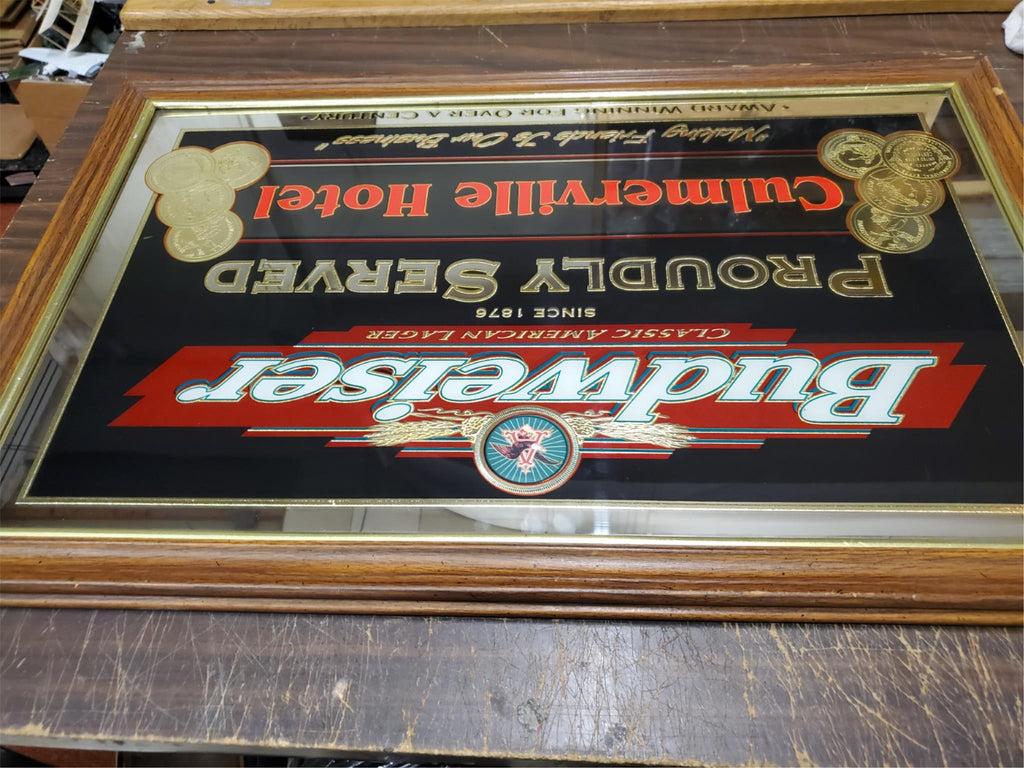 Budweiser
CLASSIC AMERICAN LAGER
SINCE 1876
PROUDLY SERVED
Culmerville Hotel
"Making Friends Is Our Business"
• AWARD WINNING FOR OVER A CENTURY •